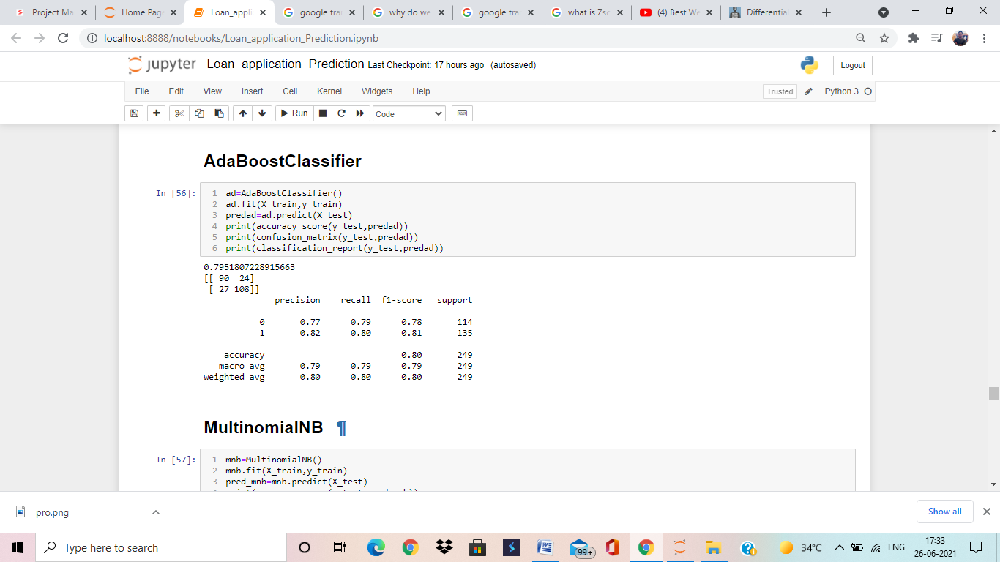 Project Ma
Home Pag
Loan_appli
google tra
why do we
google tra
what is Zsc
(4) Best We
Differentia
localhost:8888/notebooks/Loan_application_Prediction.ipynb
jupyter Loan_application_Prediction Last Checkpoint: 17 hours ago (autosaved)
Logout
File Edit View Insert Cell Kernel Widgets Help
Trusted Python 3
Run Code
AdaBoostClassifier
In [56]:
1 ad=AdaBoostClassifier()
2 ad.fit(X_train,y_train)
3 predad=ad.predict(X_test)
4 print(accuracy_score(y_test,predad))
5 print(confusion_matrix(y_test,predad))
6 print(classification_report(y_test,predad))
0.7951807228915663
[[ 90 24]
[ 27 108]]
precision recall f1-score support
0 0.77 0.79 0.78 114
1 0.82 0.80 0.81 135
accuracy 0.80 249
macro avg 0.79 0.79 0.79 249
weighted avg 0.80 0.80 0.80 249
MultinomialNB ¶
In [57]:
1 mnb=MultinomialNB()
2 mnb.fit(X_train,y_train)
3 pred_mnb=mnb.predict(X_test)
pro.png
Show all
Type here to search
99+
34°C
ENG
17:33
26-06-2021